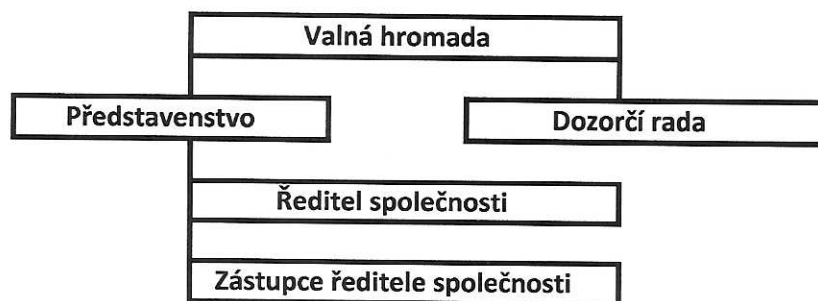 Valná hromada
Představenstvo
Dozorčí rada
Ředitel společnosti
Zástupce ředitele společnosti